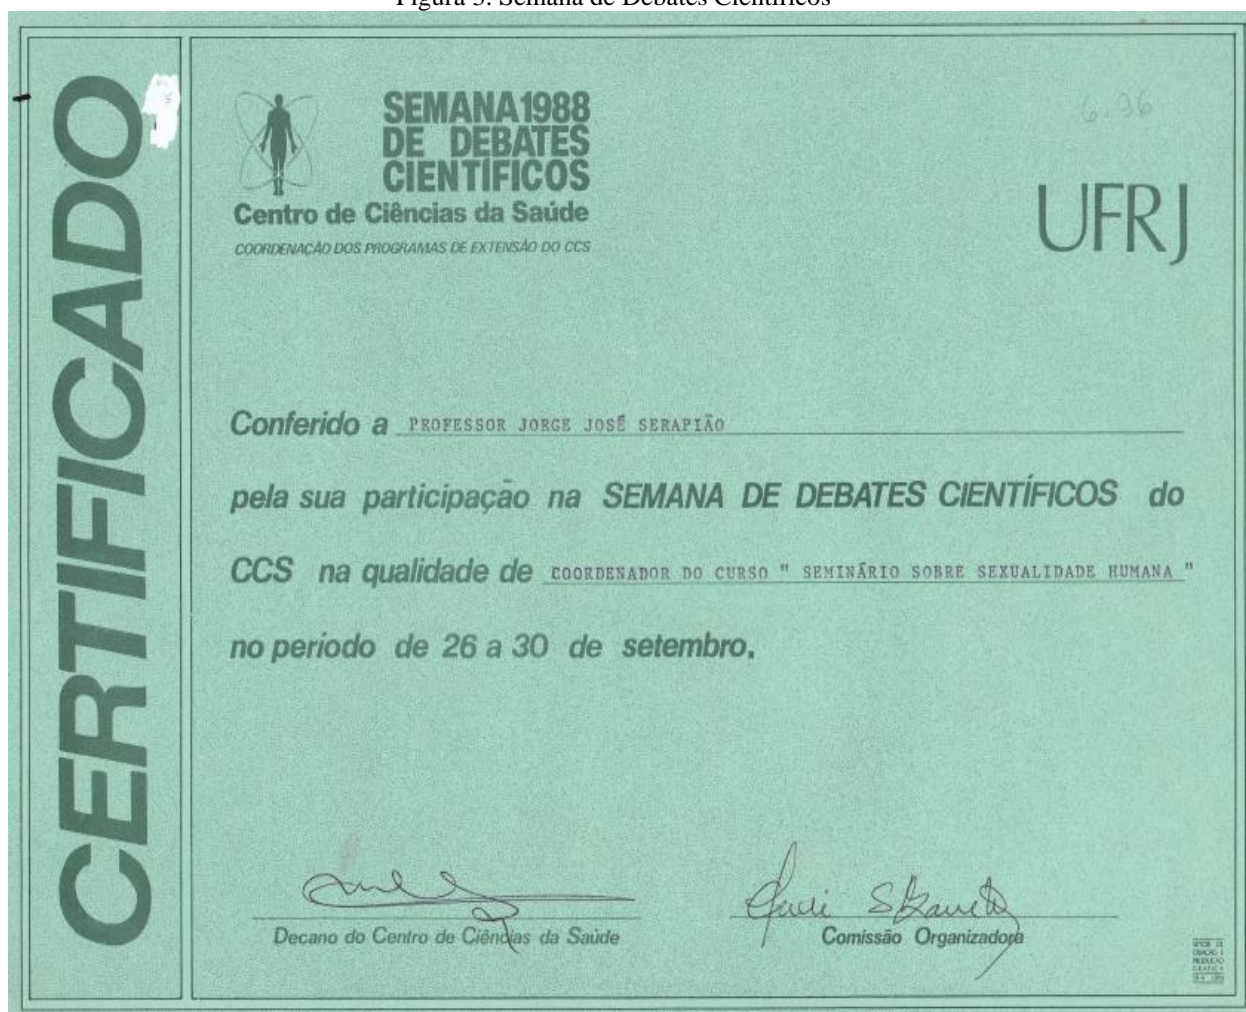 Figura 3. Semana de Debates Científicos
CERTIFICADO
SEMANA 1988
DE DEBATES
CIENTÍFICOS
Centro de Ciências da Saúde
COORDENAÇÃO DOS PROGRAMAS DE EXTENSÃO DO CCS
6.96
UFRJ
Conferido a PROFESSOR JORGE JOSÉ SERAPIÃO
pela sua participação na SEMANA DE DEBATES CIENTÍFICOS do
CCS na qualidade de COORDENADOR DO CURSO " SEMINÁRIO SOBRE SEXUALIDADE HUMANA "
no período de 26 a 30 de setembro.
Decano do Centro de Ciências da Saúde
Comissão Organizadora